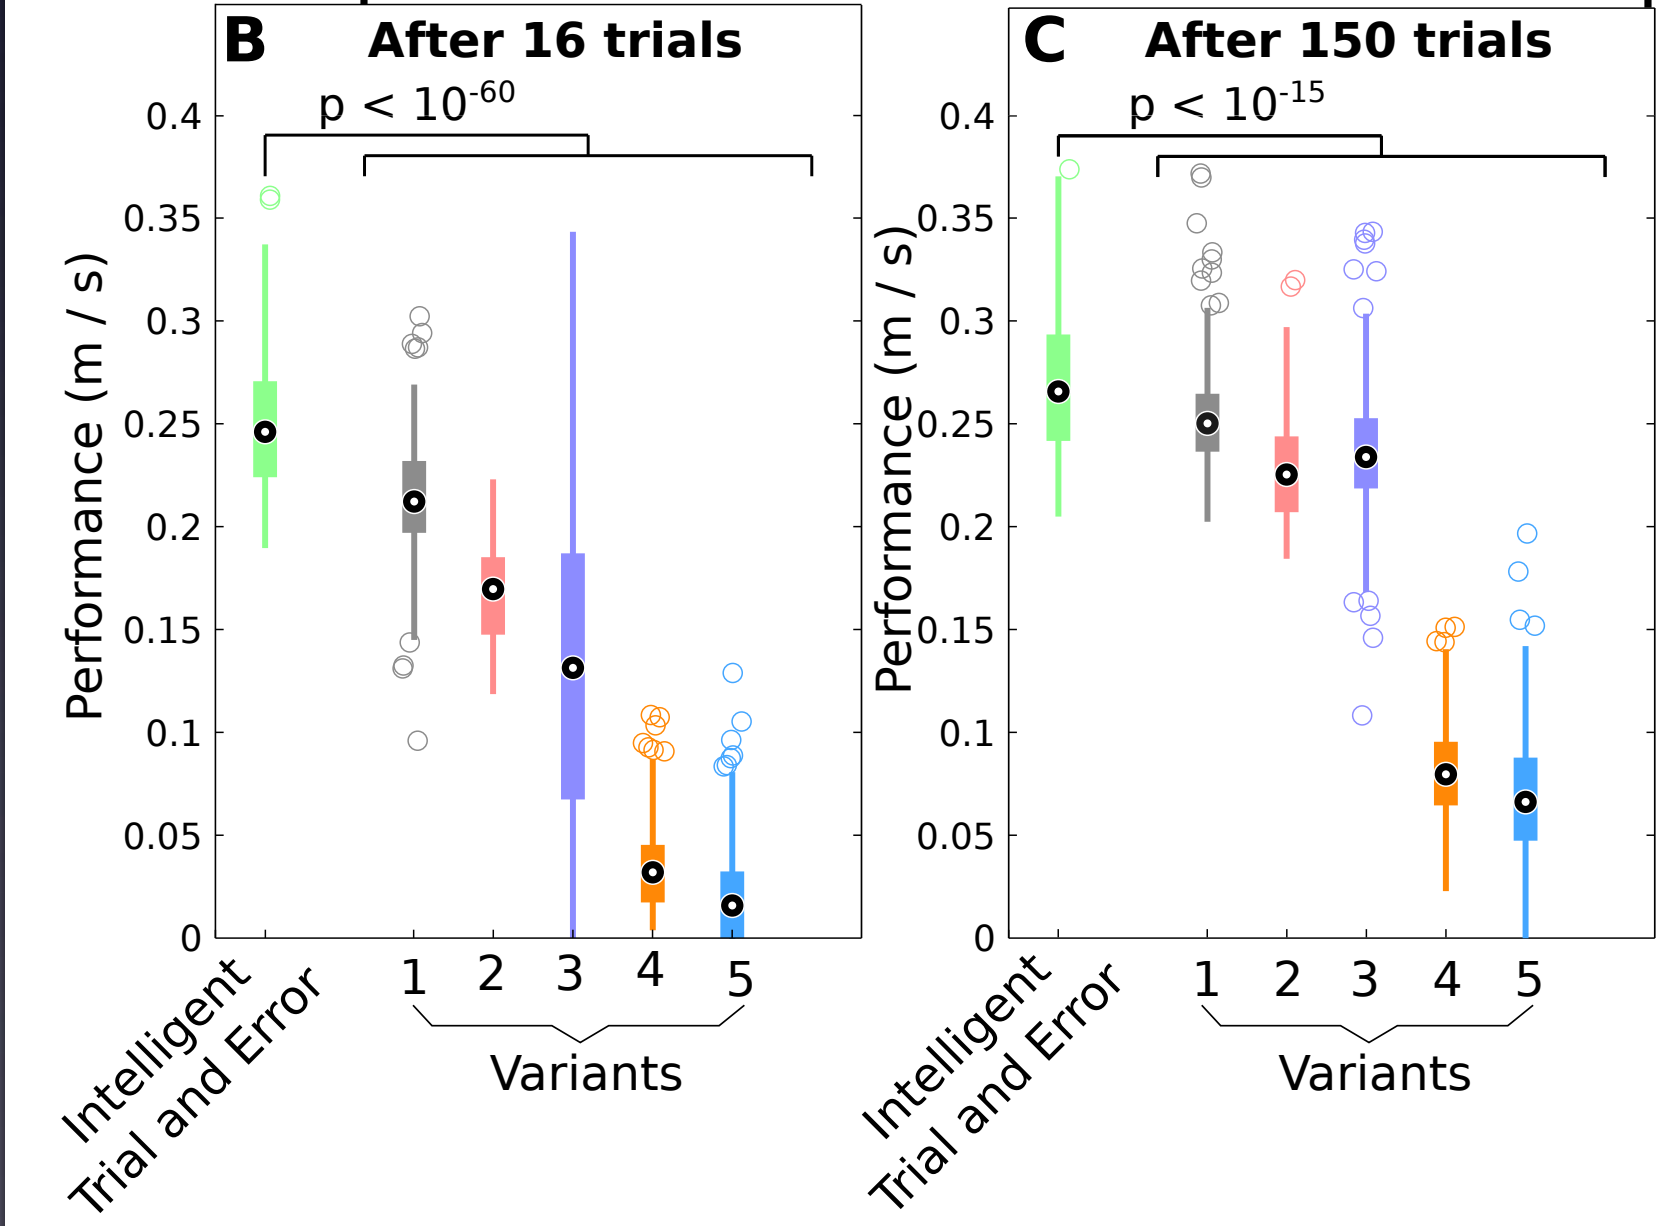 B After 16 trials
p < 10-60
0.4
0.35
0.3
0.25
0.2
0.15
0.1
0.05
0
Performance (m / s)
Intelligent
Trial and Error
1 2 3 4 5
Variants
C After 150 trials
p < 10-15
0.4
0.35
0.3
0.25
0.2
0.15
0.1
0.05
0
Performance (m / s)
Intelligent
Trial and Error
1 2 3 4 5
Variants